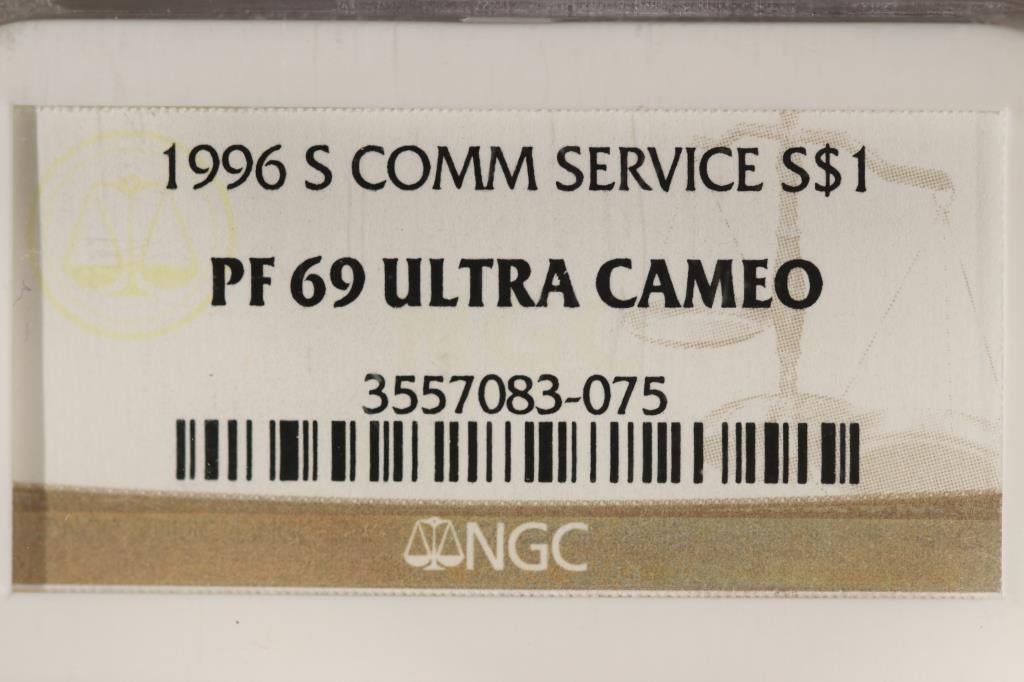 1996 S COMM SERVICE S$1
PF 69 ULTRA CAMEO
3557083-075
NGC